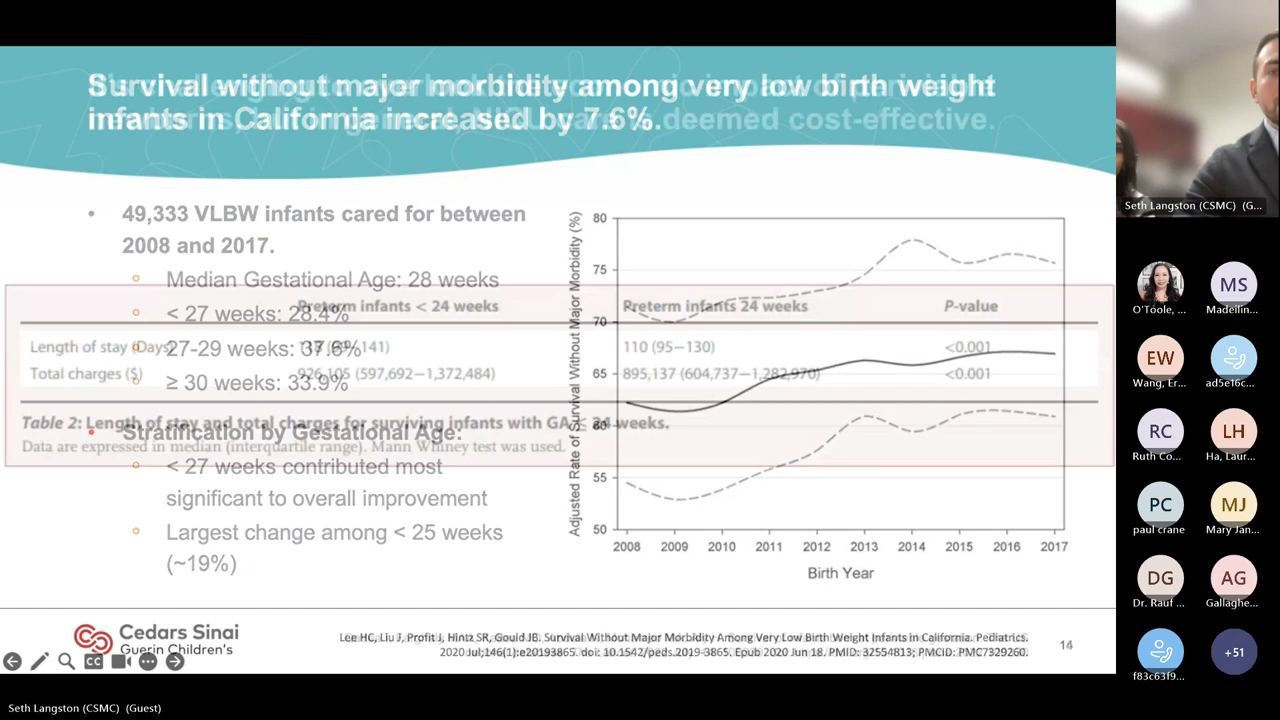 Survival without major morbidity among very low birth weight
infants in California increased by 7.6%.
deemed cost-effective.
• 49,333 VLBW infants cared for between
2008 and 2017.
Median Gestational Age: 28 weeks
< 27 weeks: 28.4%
27-29 weeks: 37.6%
≥ 30 weeks: 33.9%
• Stratification by Gestational Age:
< 27 weeks contributed most
significant to overall improvement
Largest change among < 25 weeks
(~19%)
Preterm infants < 24 weeks Preterm infants 24 weeks P-value
Length of stay (Days) 141) 110 (95−130) <0.001
Total charges ($) (597,692−1,372,484) 895,137 (604,737−1,282,970) <0.001
Table 2: Length of stay and total charges for surviving infants with GA ≤ 24 weeks.
Data are expressed in median (interquartile range). Mann Whitney test was used.
Adjusted Rate of Survival Without Major Morbidity (%)
80
75
70
65
60
55
50
2008 2009 2010 2011 2012 2013 2014 2015 2016 2017
Birth Year
Cedars Sinai
Guerin Children's
Lee HC, Liu J, Profit J, Hintz SR, Gould JB. Survival Without Major Morbidity Among Very Low Birth Weight Infants in California. Pediatrics.
2020 Jul;146(1):e20193865. doi: 10.1542/peds.2019-3865. Epub 2020 Jun 18. PMID: 32554813; PMCID: PMC7329260.
14
CC
Seth Langston (CSMC) (G...
O'Toole, ...
MS
Madeilin...
EW
Wang, Er...
ad5e16c...
RC
Ruth Co...
LH
Ha, Laur...
PC
paul crane
MJ
Mary Jan...
DG
Dr. Rauf ...
AG
Gallaghe...
f83c63f9...
+51
Seth Langston (CSMC) (Guest)